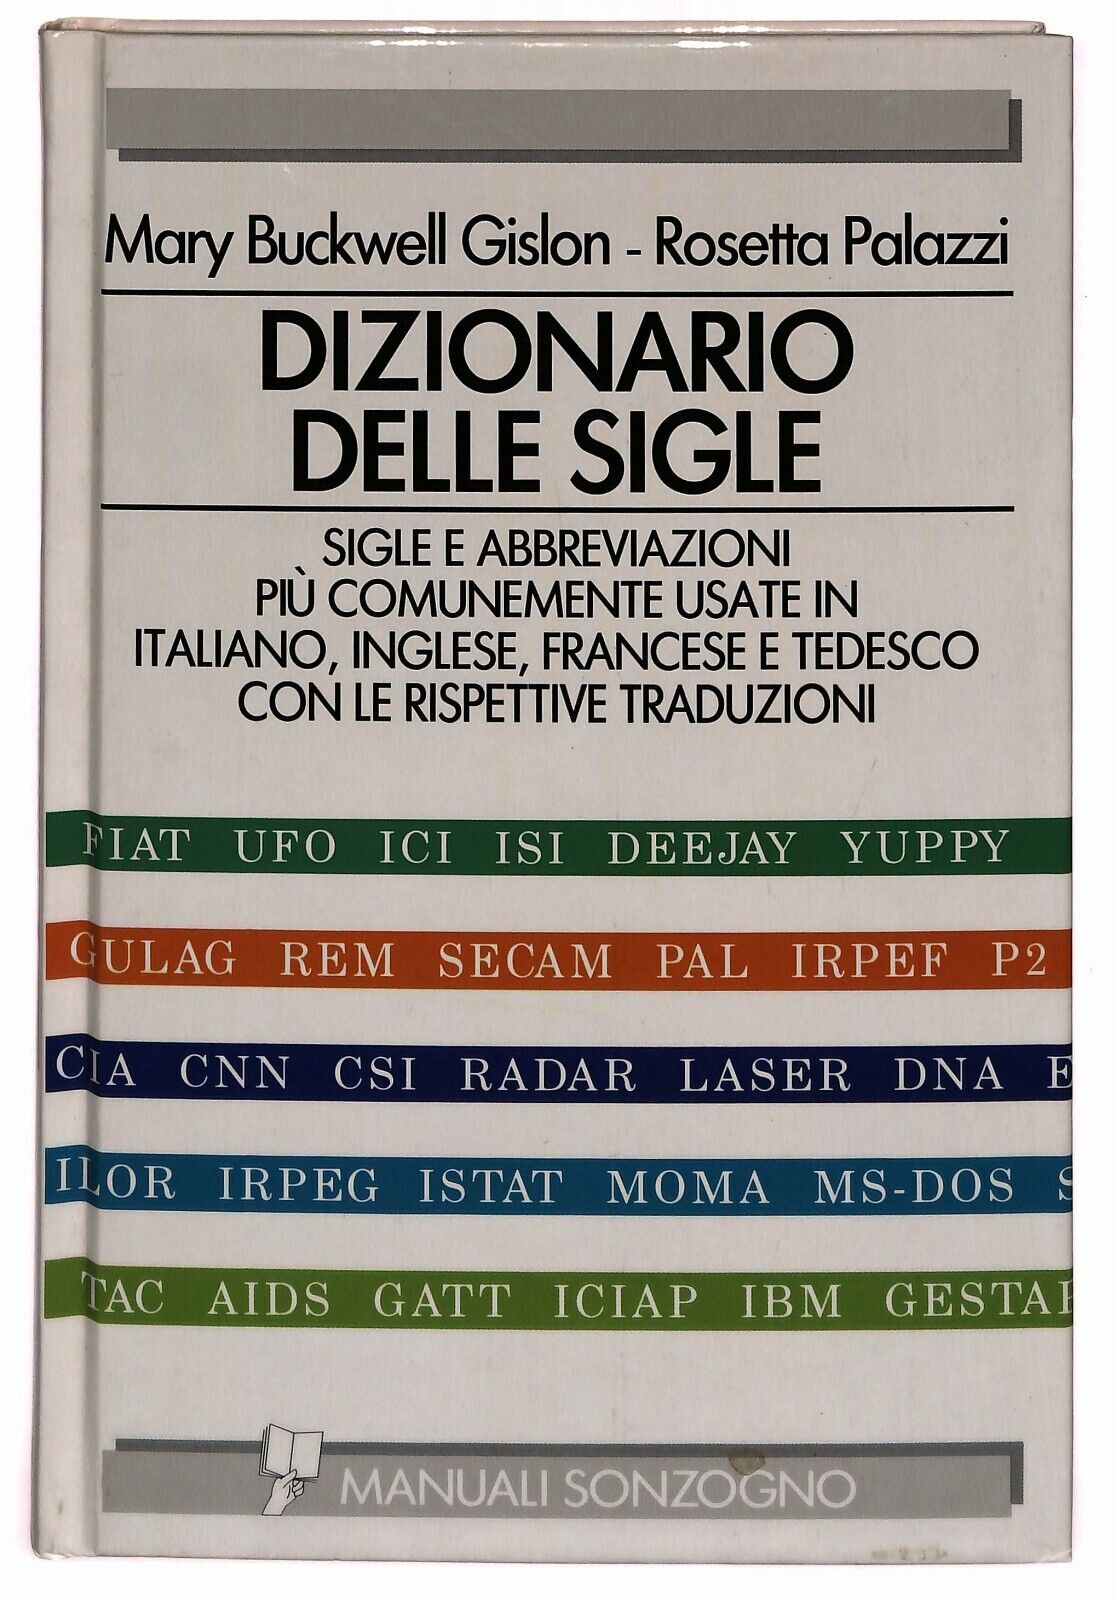 Mary Buckwell Gislon - Rosetta Palazzi
DIZIONARIO
DELLE SIGLE
SIGLE E ABBREVIAZIONI
PIÙ COMUNEMENTE USATE IN
ITALIANO, INGLESE, FRANCESE E TEDESCO
CON LE RISPETTIVE TRADUZIONI
FIAT UFO ICI ISI DEEJAY YUPPY
GULAG REM SECAM PAL IRPEF P2
CIA CNN CSI RADAR LASER DNA E
ILOR IRPEG ISTAT MOMA MS-DOS S
TAC AIDS GATT ICIAP IBM GESTAP
MANUALI SONZOGNO